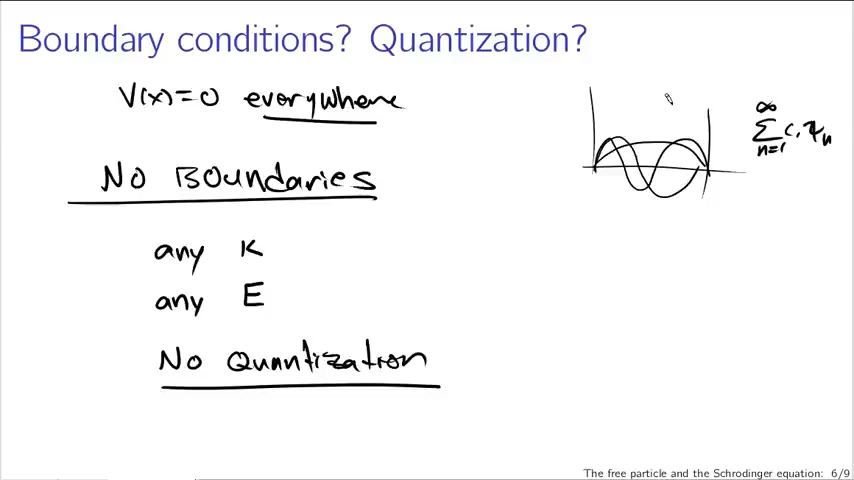 Boundary conditions? Quantization?
V(x)=0 everywhere
No Boundaries
any K
any E
No Quantization
∞
∑ cᵢ ψₙ
n=1
The free particle and the Schrodinger equation: 6/9